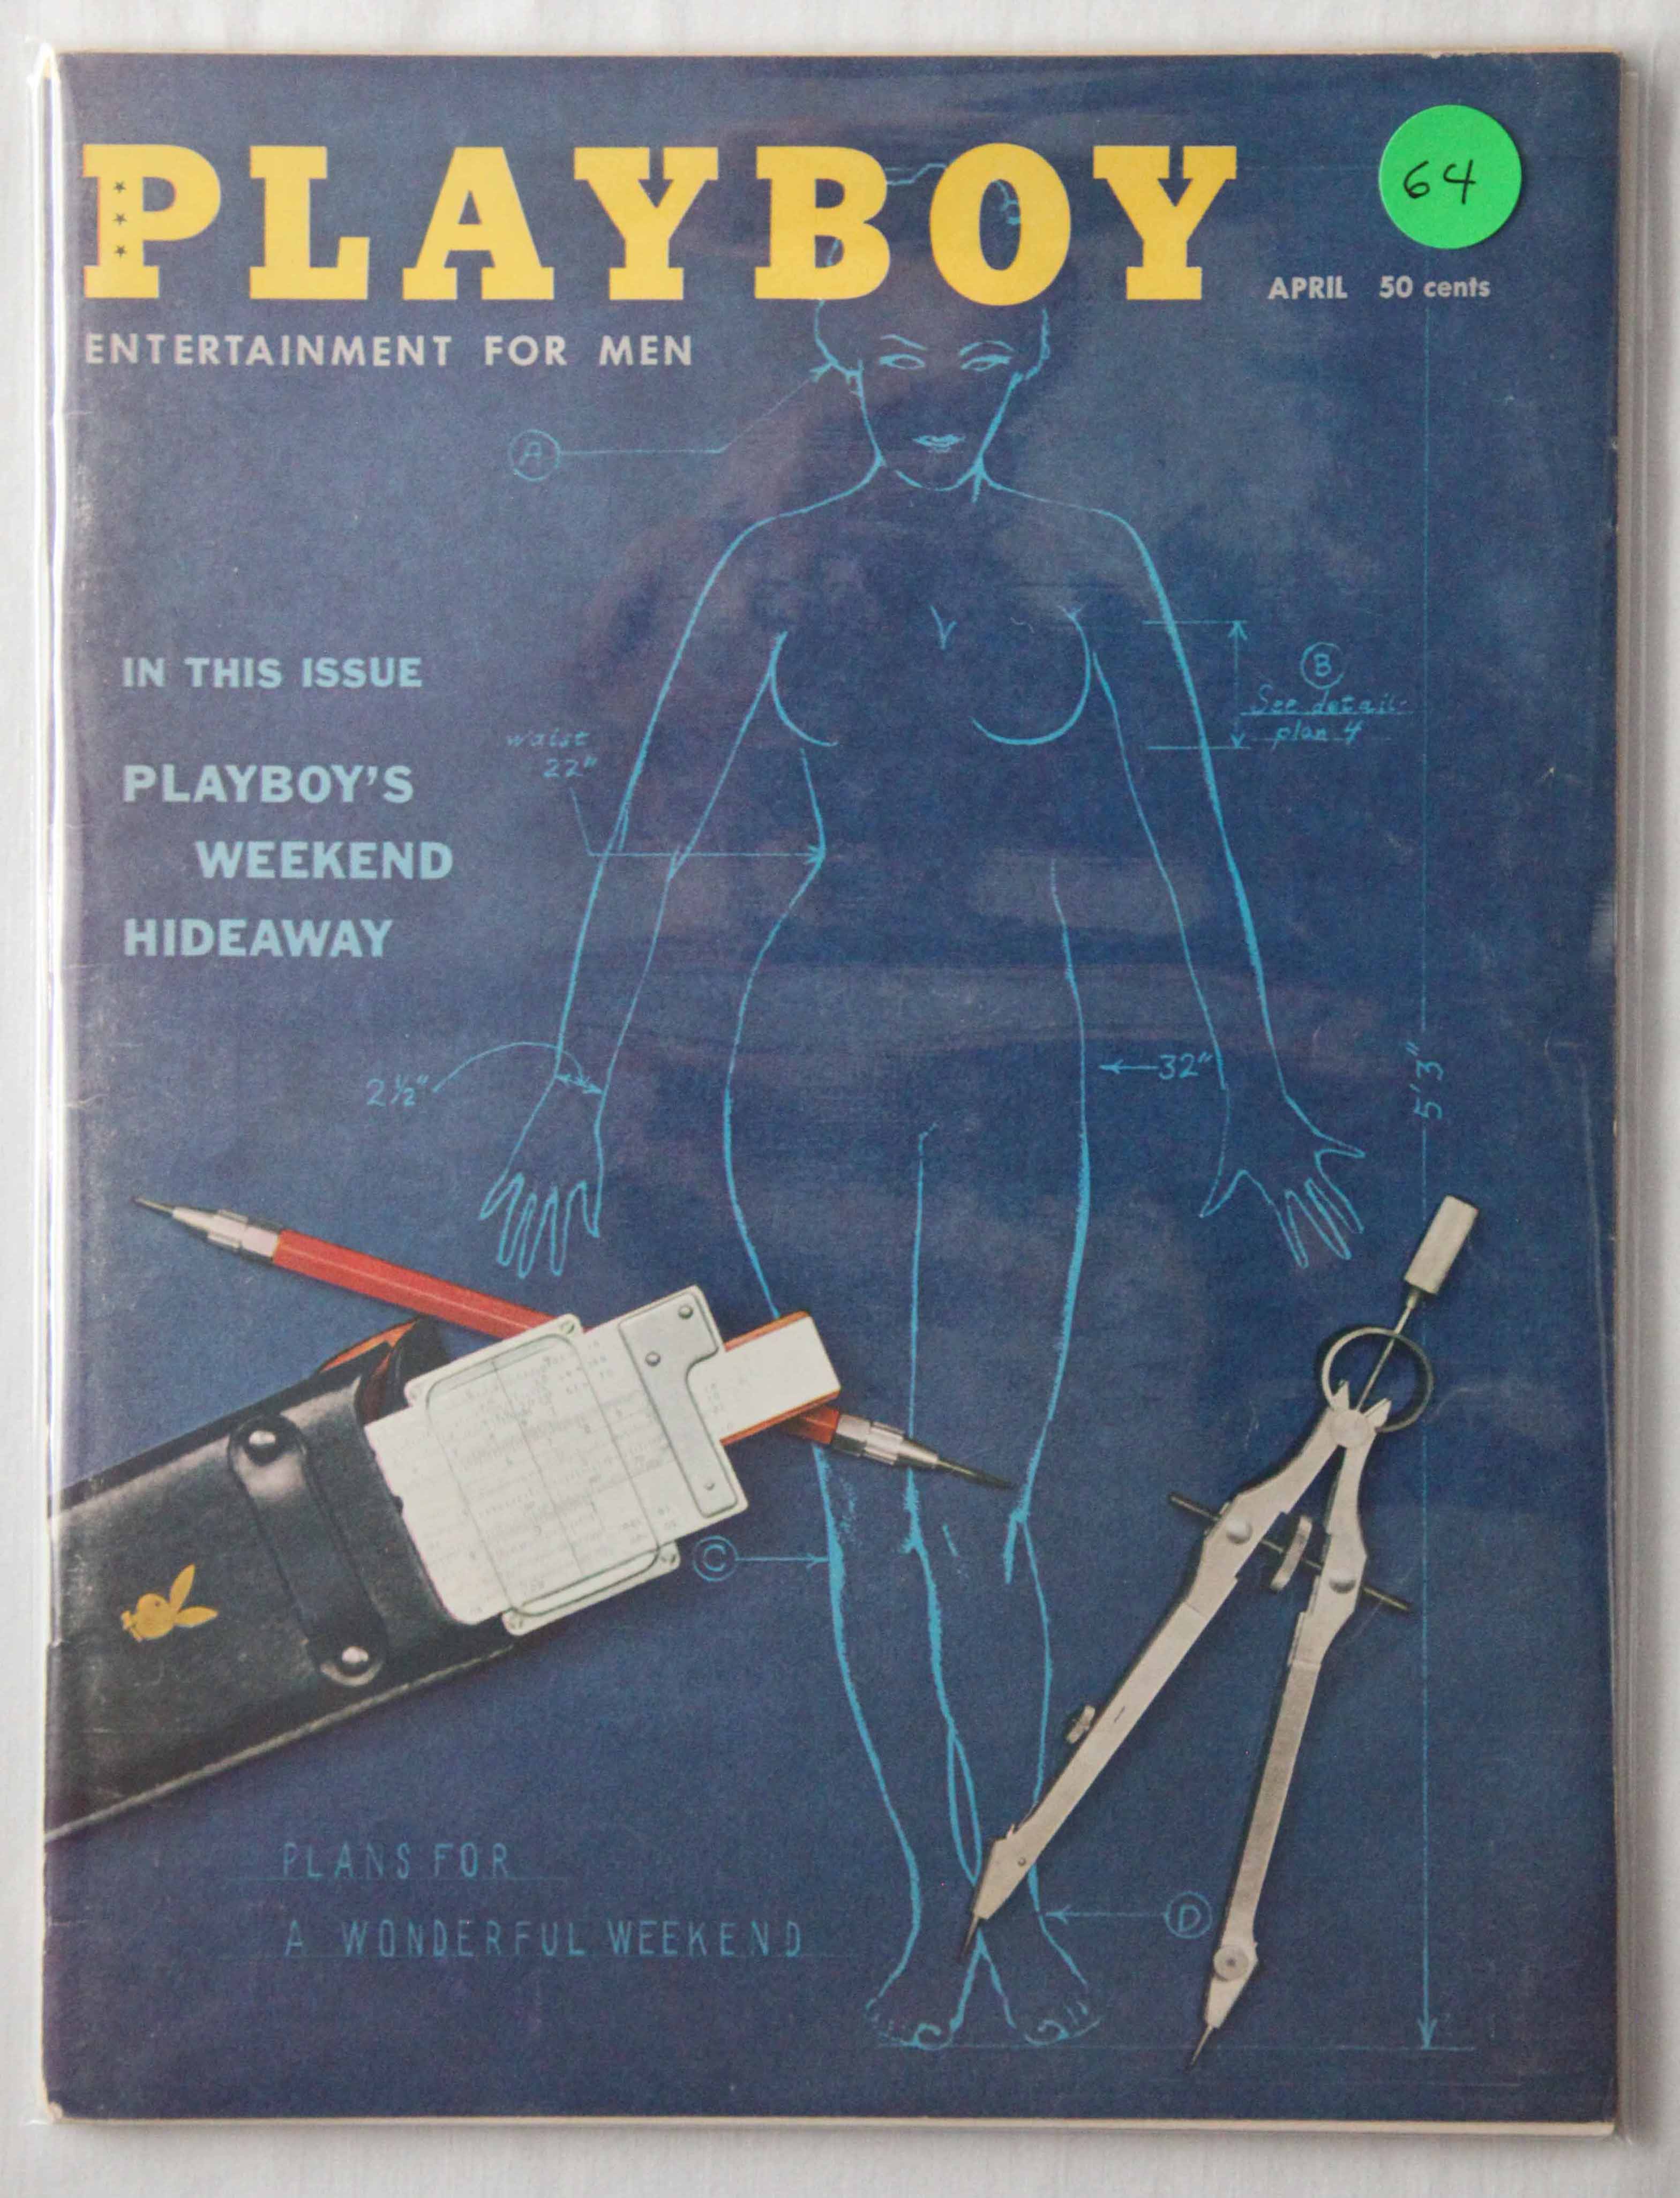 PLAYBOY
64
APRIL 50 cents
ENTERTAINMENT FOR MEN
A
IN THIS ISSUE
PLAYBOY'S
WEEKEND
HIDEAWAY
B
See detail
plan 4
waist
22"
2½"
32"
5'3"
C
D
PLANS FOR
A WONDERFUL WEEKEND